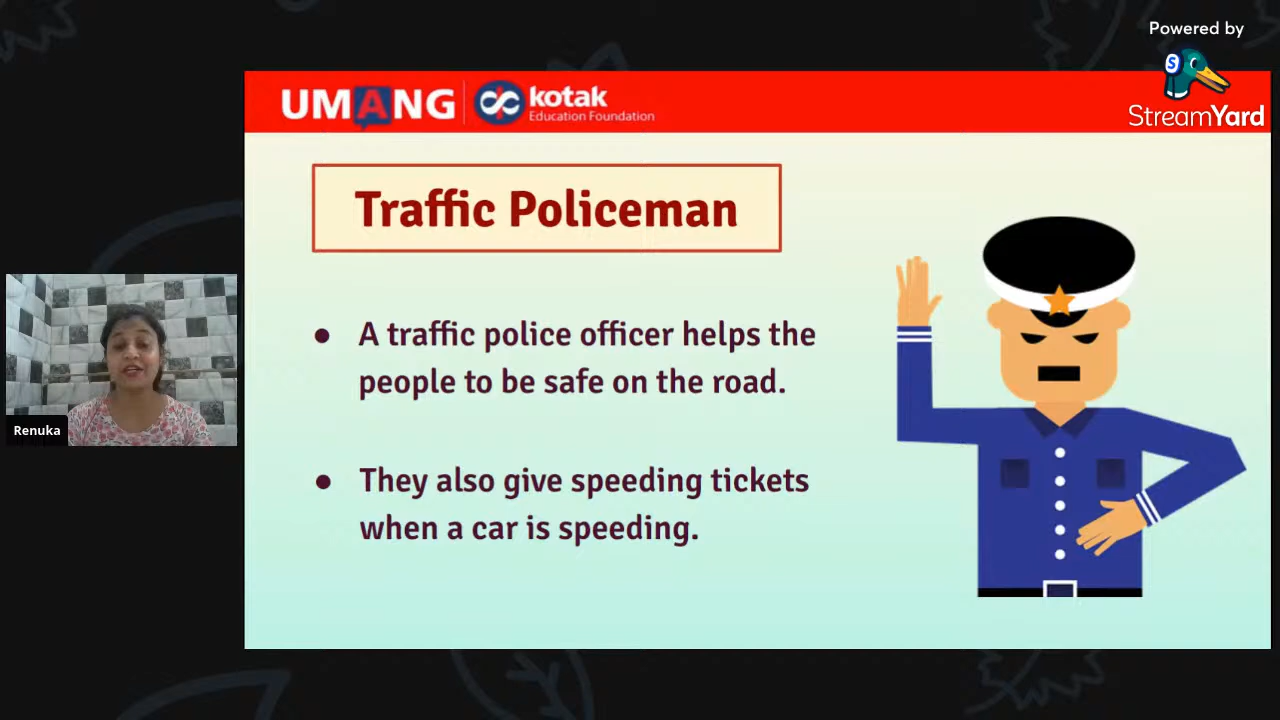 Powered by
StreamYard
UMANG
kotak
Education Foundation
Traffic Policeman
● A traffic police officer helps the
people to be safe on the road.
● They also give speeding tickets
when a car is speeding.
Renuka